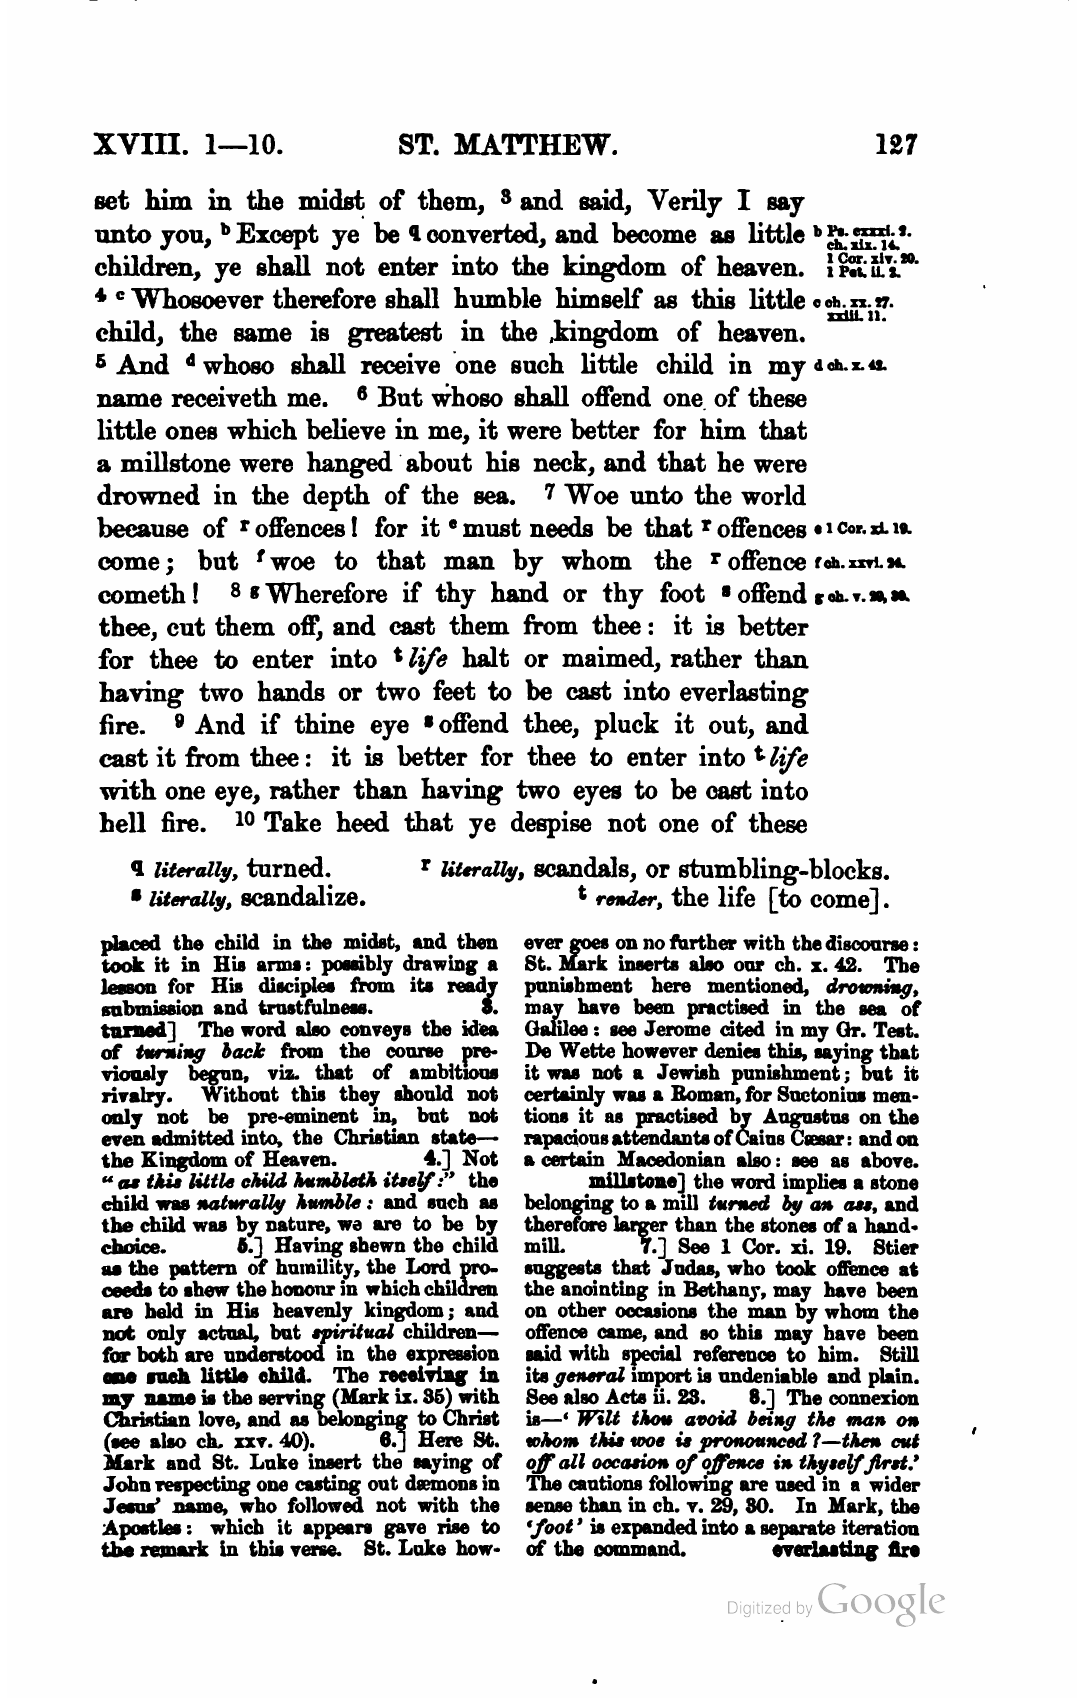 XVIII. 1—10. ST. MATTHEW. 127
set him in the midst of them, 3 and said, Verily I say
unto you, b Except ye be q converted, and become as little
children, ye shall not enter into the kingdom of heaven.
4 c Whosoever therefore shall humble himself as this little
child, the same is greatest in the kingdom of heaven.
5 And d whoso shall receive one such little child in my
name receiveth me. 6 But whoso shall offend one of these
little ones which believe in me, it were better for him that
a millstone were hanged about his neck, and that he were
drowned in the depth of the sea. 7 Woe unto the world
because of r offences! for it e must needs be that r offences
come; but f woe to that man by whom the r offence
cometh! 8 g Wherefore if thy hand or thy foot s offend
thee, cut them off, and cast them from thee: it is better
for thee to enter into t life halt or maimed, rather than
having two hands or two feet to be cast into everlasting
fire. 9 And if thine eye s offend thee, pluck it out, and
cast it from thee: it is better for thee to enter into t life
with one eye, rather than having two eyes to be cast into
hell fire. 10 Take heed that ye despise not one of these
b Ps. cxxxi. 2.
ch. xix. 14.
1 Cor. xiv. 20.
1 Pet. ii. 2.
c ch. xx. 27.
xxiii. 11.
d ch. x. 42.
e 1 Cor. xi. 19.
f ch. xxvi. 24.
g ch. v. 29, 30.
q literally, turned. r literally, scandals, or stumbling-blocks.
s literally, scandalize. t render, the life [to come].
placed the child in the midst, and then
took it in His arms: possibly drawing a
lesson for His disciples from its ready
submission and trustfulness. 3.
turned] The word also conveys the idea
of turning back from the course pre-
viously begun, viz. that of ambitious
rivalry. Without this they should not
only not be pre-eminent in, but not
even admitted into, the Christian state—
the Kingdom of Heaven. 4.] Not
“as this little child humbleth itself:” the
child was naturally humble: and such as
the child was by nature, we are to be by
choice. 5.] Having shewn the child
as the pattern of humility, the Lord pro-
ceeds to shew the honour in which children
are held in His heavenly kingdom; and
not only actual, but spiritual children—
for both are understood in the expression
one such little child. The receiving in
my name is the serving (Mark ix. 35) with
Christian love, and as belonging to Christ
(see also ch. xxv. 40). 6.] Here St.
Mark and St. Luke insert the saying of
John respecting one casting out dæmons in
Jesus’ name, who followed not with the
Apostles: which it appears gave rise to
the remark in this verse. St. Luke how-
ever goes on no further with the discourse:
St. Mark inserts also our ch. x. 42. The
punishment here mentioned, drowning,
may have been practised in the sea of
Galilee: see Jerome cited in my Gr. Test.
De Wette however denies this, saying that
it was not a Jewish punishment; but it
certainly was a Roman, for Suetonius men-
tions it as practised by Augustus on the
rapacious attendants of Caius Cæsar: and on
a certain Macedonian also: see as above.
millstone] the word implies a stone
belonging to a mill turned by an ass, and
therefore larger than the stones of a hand-
mill. 7.] See 1 Cor. xi. 19. Stier
suggests that Judas, who took offence at
the anointing in Bethany, may have been
on other occasions the man by whom the
offence came, and so this may have been
said with special reference to him. Still
its general import is undeniable and plain.
See also Acts ii. 23. 8.] The connexion
is—‘Wilt thou avoid being the man on
whom this woe is pronounced?—then cut
off all occasion of offence in thyself first.’
The cautions following are used in a wider
sense than in ch. v. 29, 30. In Mark, the
‘foot’ is expanded into a separate iteration
of the command. everlasting fire
Digitized by Google